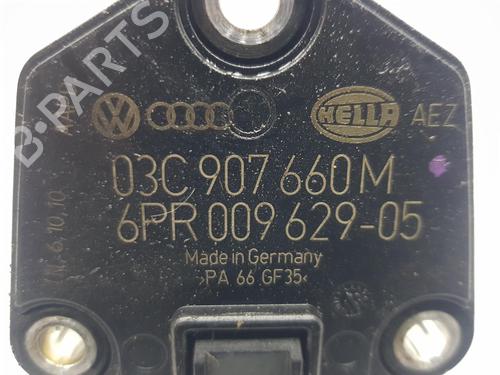 HELLA AEZ
03C 907 660 M
6PR 009 629-05
Made in Germany
>PA 66 GF35<
B-PARTS